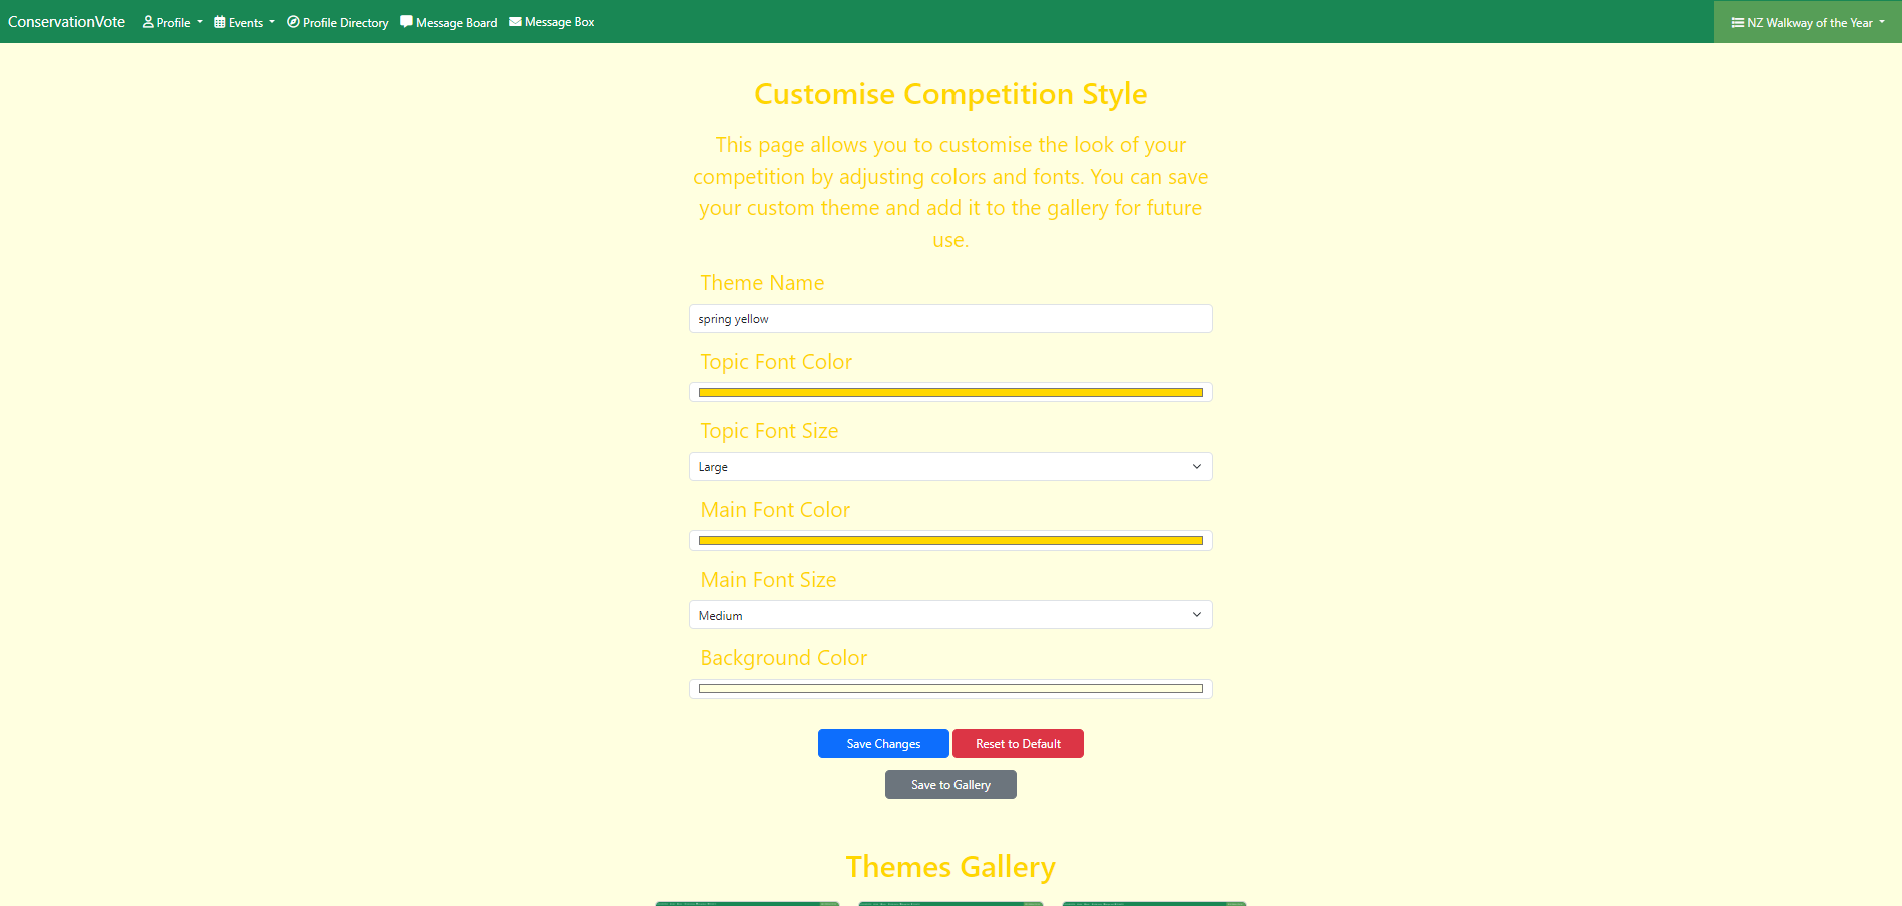 ConservationVote Profile Events Profile Directory Message Board Message Box NZ Walkway of the Year
Customise Competition Style
This page allows you to customise the look of your
competition by adjusting colors and fonts. You can save
your custom theme and add it to the gallery for future
use.
Theme Name
spring yellow
Topic Font Color
Topic Font Size
Large
Main Font Color
Main Font Size
Medium
Background Color
Save Changes Reset to Default
Save to Gallery
Themes Gallery